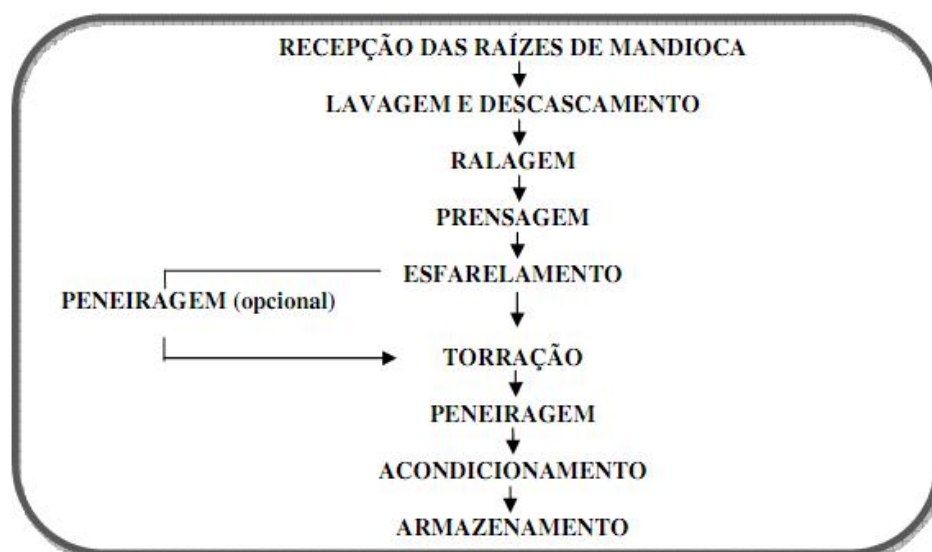 RECEPÇÃO DAS RAÍZES DE MANDIOCA
LAVAGEM E DESCASCAMENTO
RALAGEM
PRENSAGEM
ESFARELAMENTO
PENEIRAGEM (opcional)
TORRAÇÃO
PENEIRAGEM
ACONDICIONAMENTO
ARMAZENAMENTO